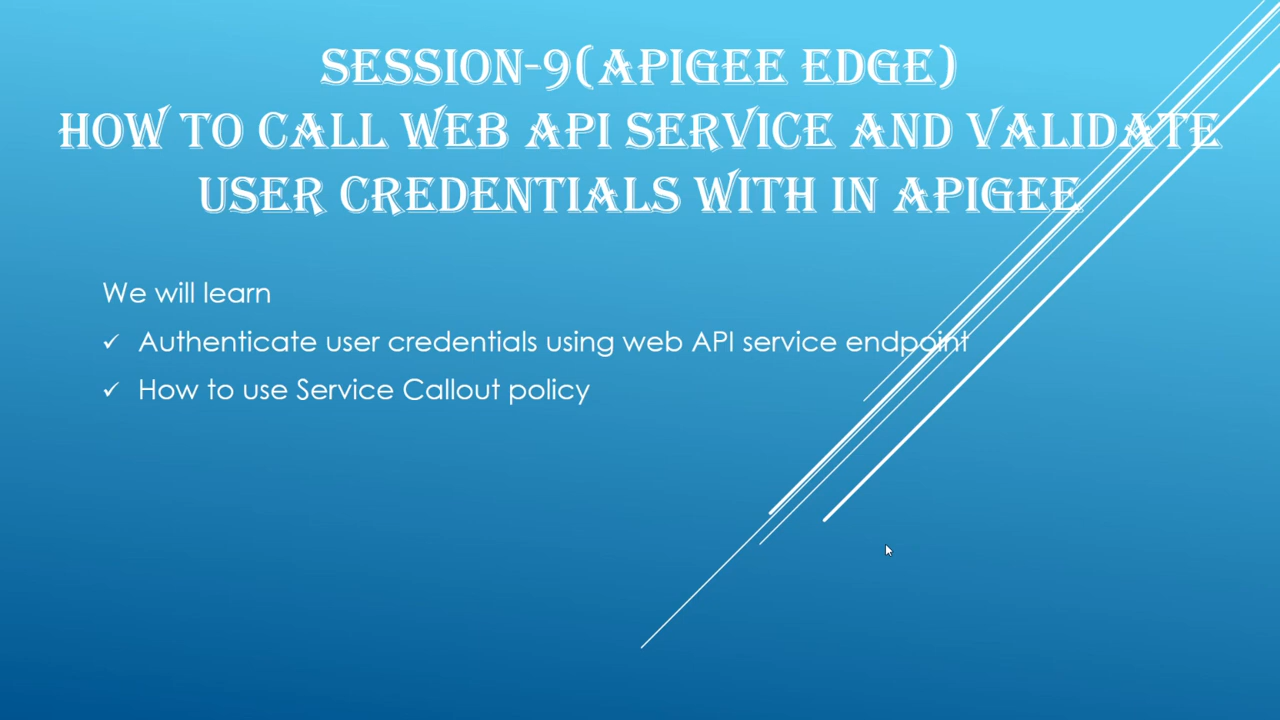 SESSION-9(APIGEE EDGE)
HOW TO CALL WEB API SERVICE AND VALIDATE
USER CREDENTIALS WITH IN APIGEE
We will learn
✓ Authenticate user credentials using web API service endpoint
✓ How to use Service Callout policy